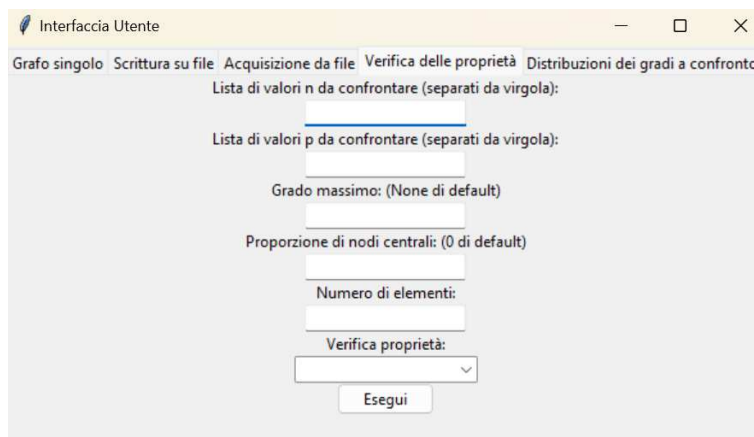 Interfaccia Utente
Grafo singolo Scrittura su file Acquisizione da file Verifica delle proprietà Distribuzioni dei gradi a confronto
Lista di valori n da confrontare (separati da virgola):
Lista di valori p da confrontare (separati da virgola):
Grado massimo: (None di default)
Proporzione di nodi centrali: (0 di default)
Numero di elementi:
Verifica proprietà:
Esegui